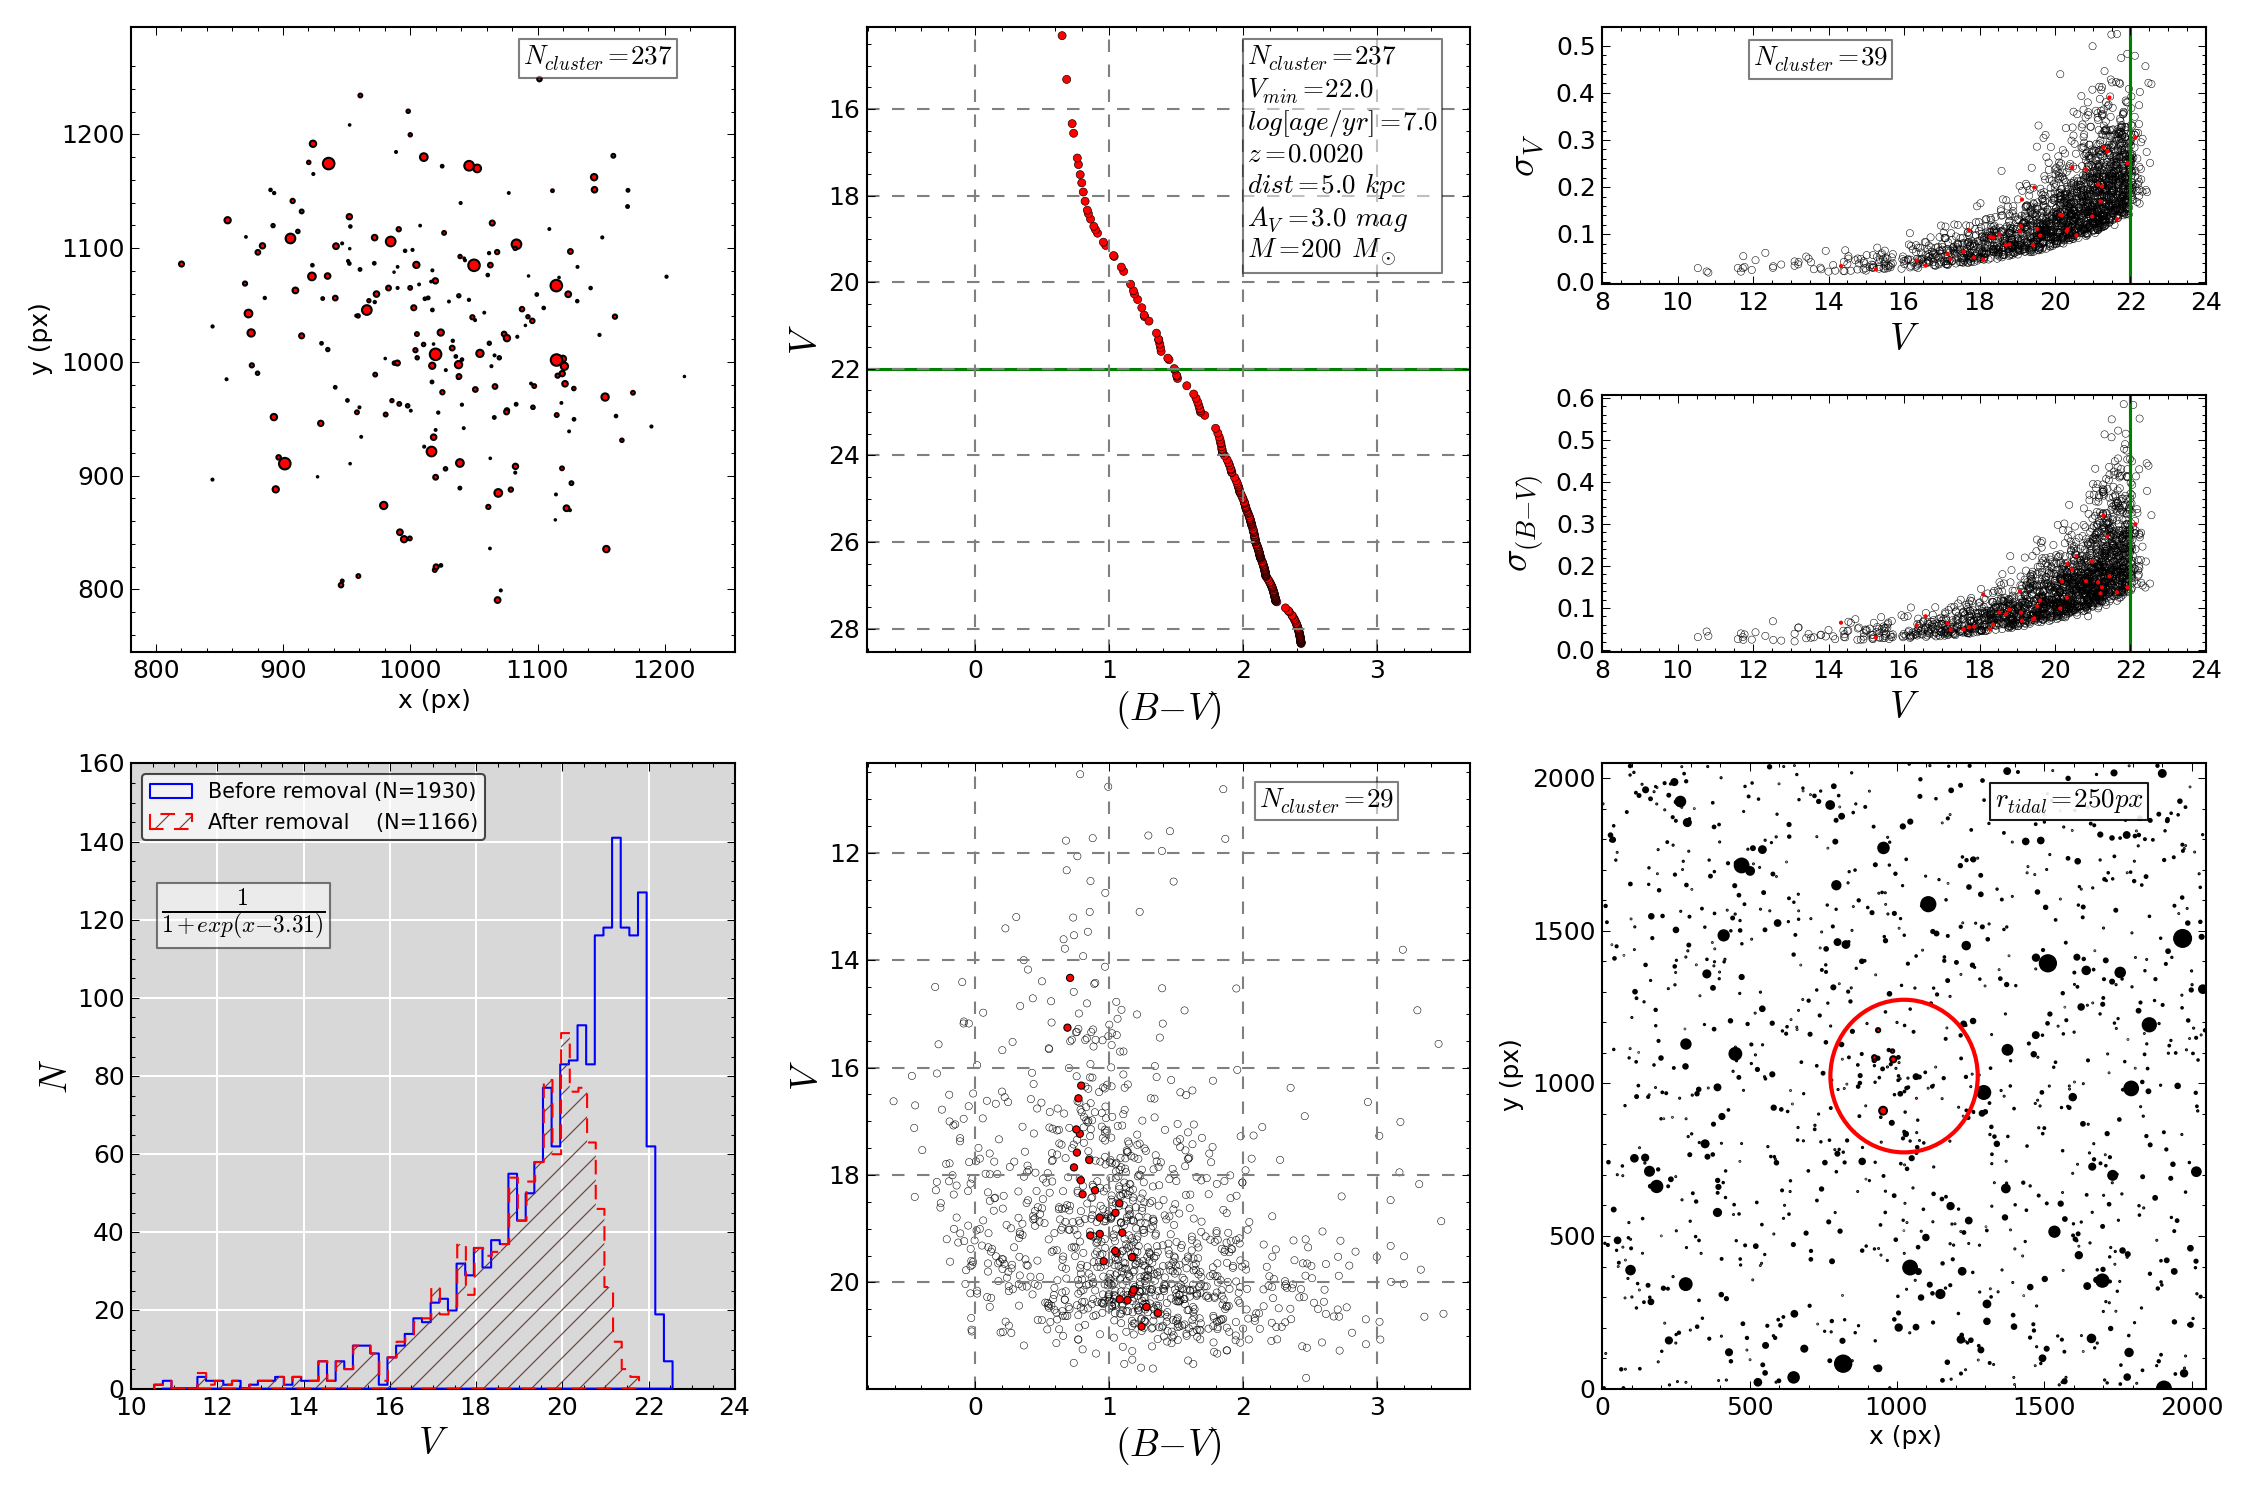 N_cluster=237
1200
1100
1000
900
800
y (px)
800 900 1000 1100 1200
x (px)
N_cluster=237
V_min=22.0
log[age/yr]=7.0
z=0.0020
dist=5.0 kpc
A_V=3.0 mag
M=200 M_⊙
16
18
20
22
24
26
28
V
0 1 2 3
(B−V)
N_cluster=39
0.5
0.4
0.3
0.2
0.1
0.0
σ_V
8 10 12 14 16 18 20 22 24
V
0.6
0.5
0.4
0.3
0.2
0.1
0.0
σ_(B−V)
8 10 12 14 16 18 20 22 24
V
Before removal (N=1930)
After removal (N=1166)
1
1+exp(x−3.31)
160
140
120
100
80
60
40
20
0
N
10 12 14 16 18 20 22 24
V
N_cluster=29
12
14
16
18
20
V
0 1 2 3
(B−V)
r_tidal=250px
2000
1500
1000
500
0
y (px)
0 500 1000 1500 2000
x (px)